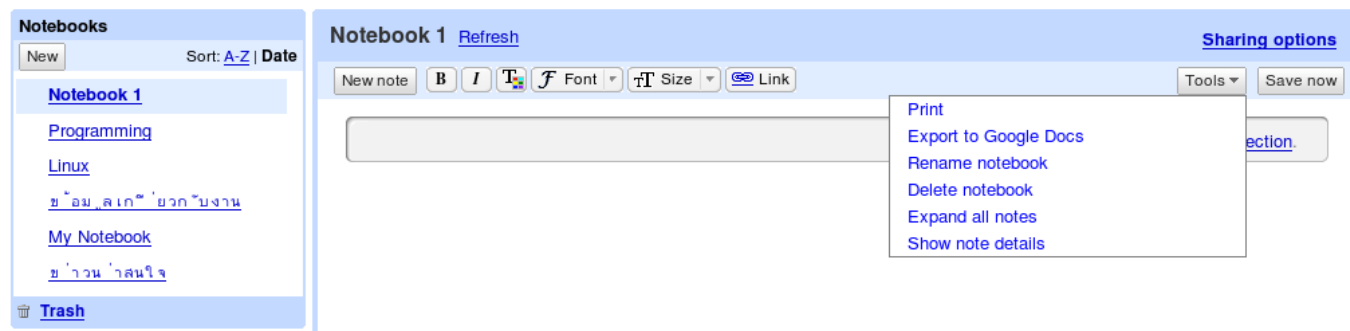 Notebooks
New
Sort: A-Z | Date
Notebook 1
Programming
Linux
ข้อมูลเกี่ยวกับงาน
My Notebook
ข่าวน่าสนใจ
Trash
Notebook 1 Refresh
Sharing options
New note B I T Font Size Link
Tools Save now
Print
Export to Google Docs
ection.
Rename notebook
Delete notebook
Expand all notes
Show note details